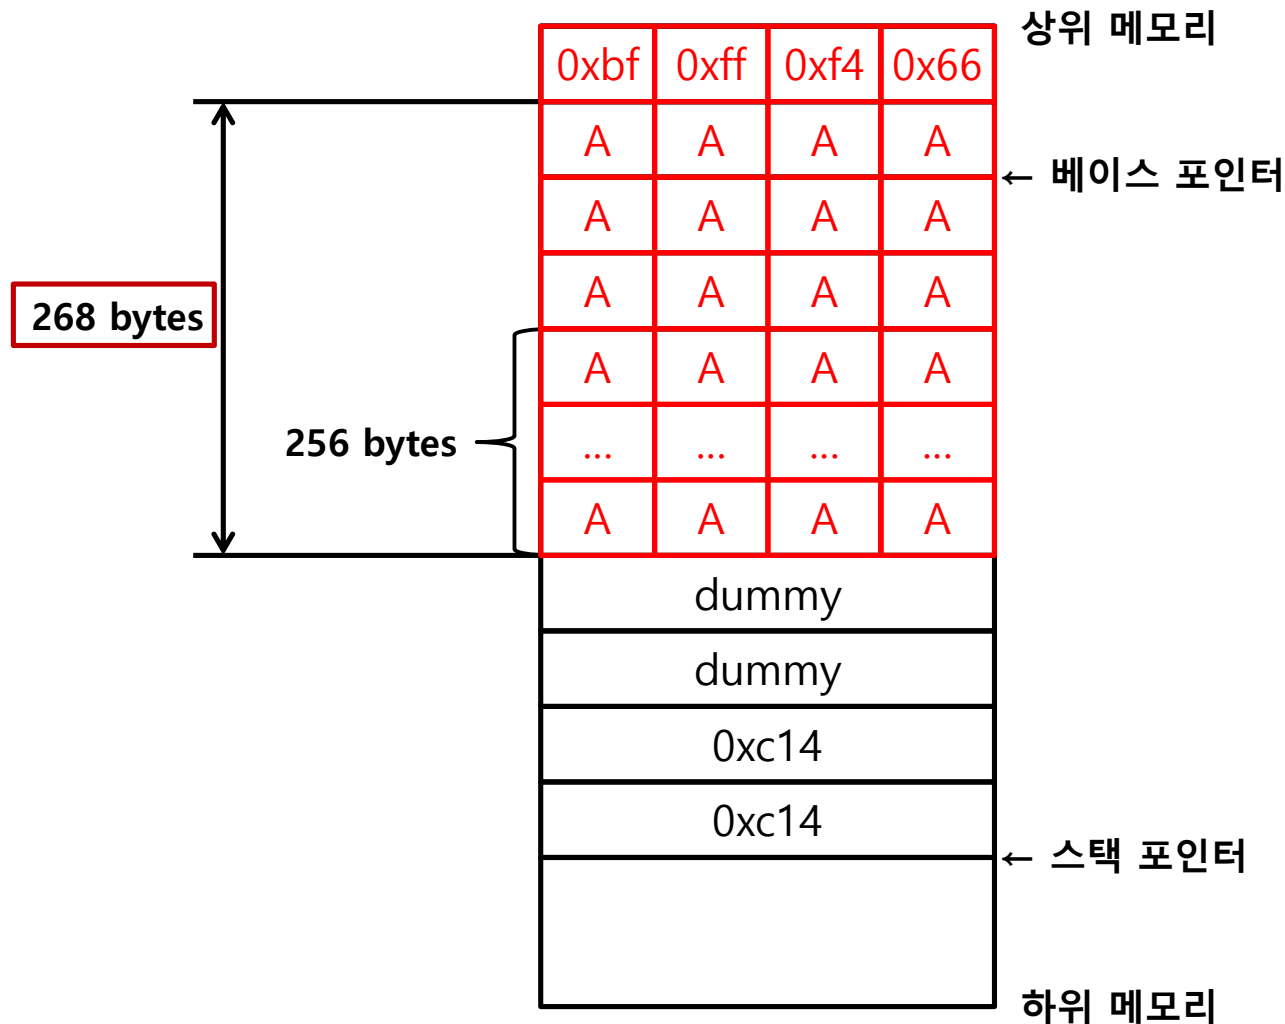 상위 메모리
0xbf 0xff 0xf4 0x66
A A A A
← 베이스 포인터
A A A A
A A A A
268 bytes
A A A A
256 bytes
... ... ... ...
A A A A
dummy
dummy
0xc14
0xc14
← 스택 포인터
하위 메모리